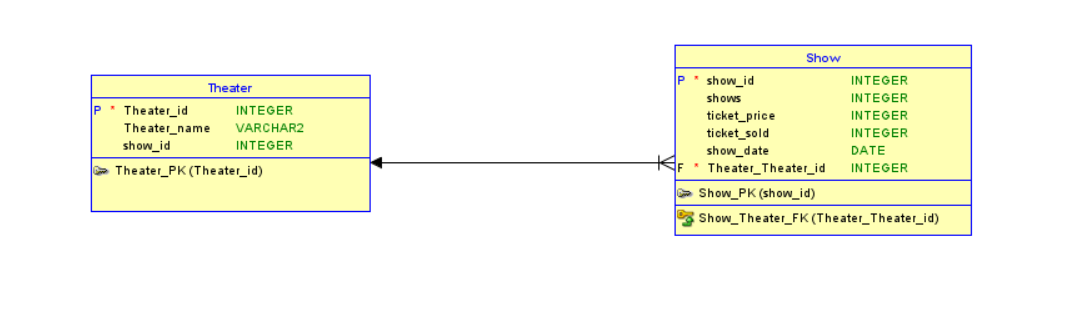 Theater
P * Theater_id INTEGER
Theater_name VARCHAR2
show_id INTEGER
Theater_PK (Theater_id)
Show
P * show_id INTEGER
shows INTEGER
ticket_price INTEGER
ticket_sold INTEGER
show_date DATE
F * Theater_Theater_id INTEGER
Show_PK (show_id)
Show_Theater_FK (Theater_Theater_id)